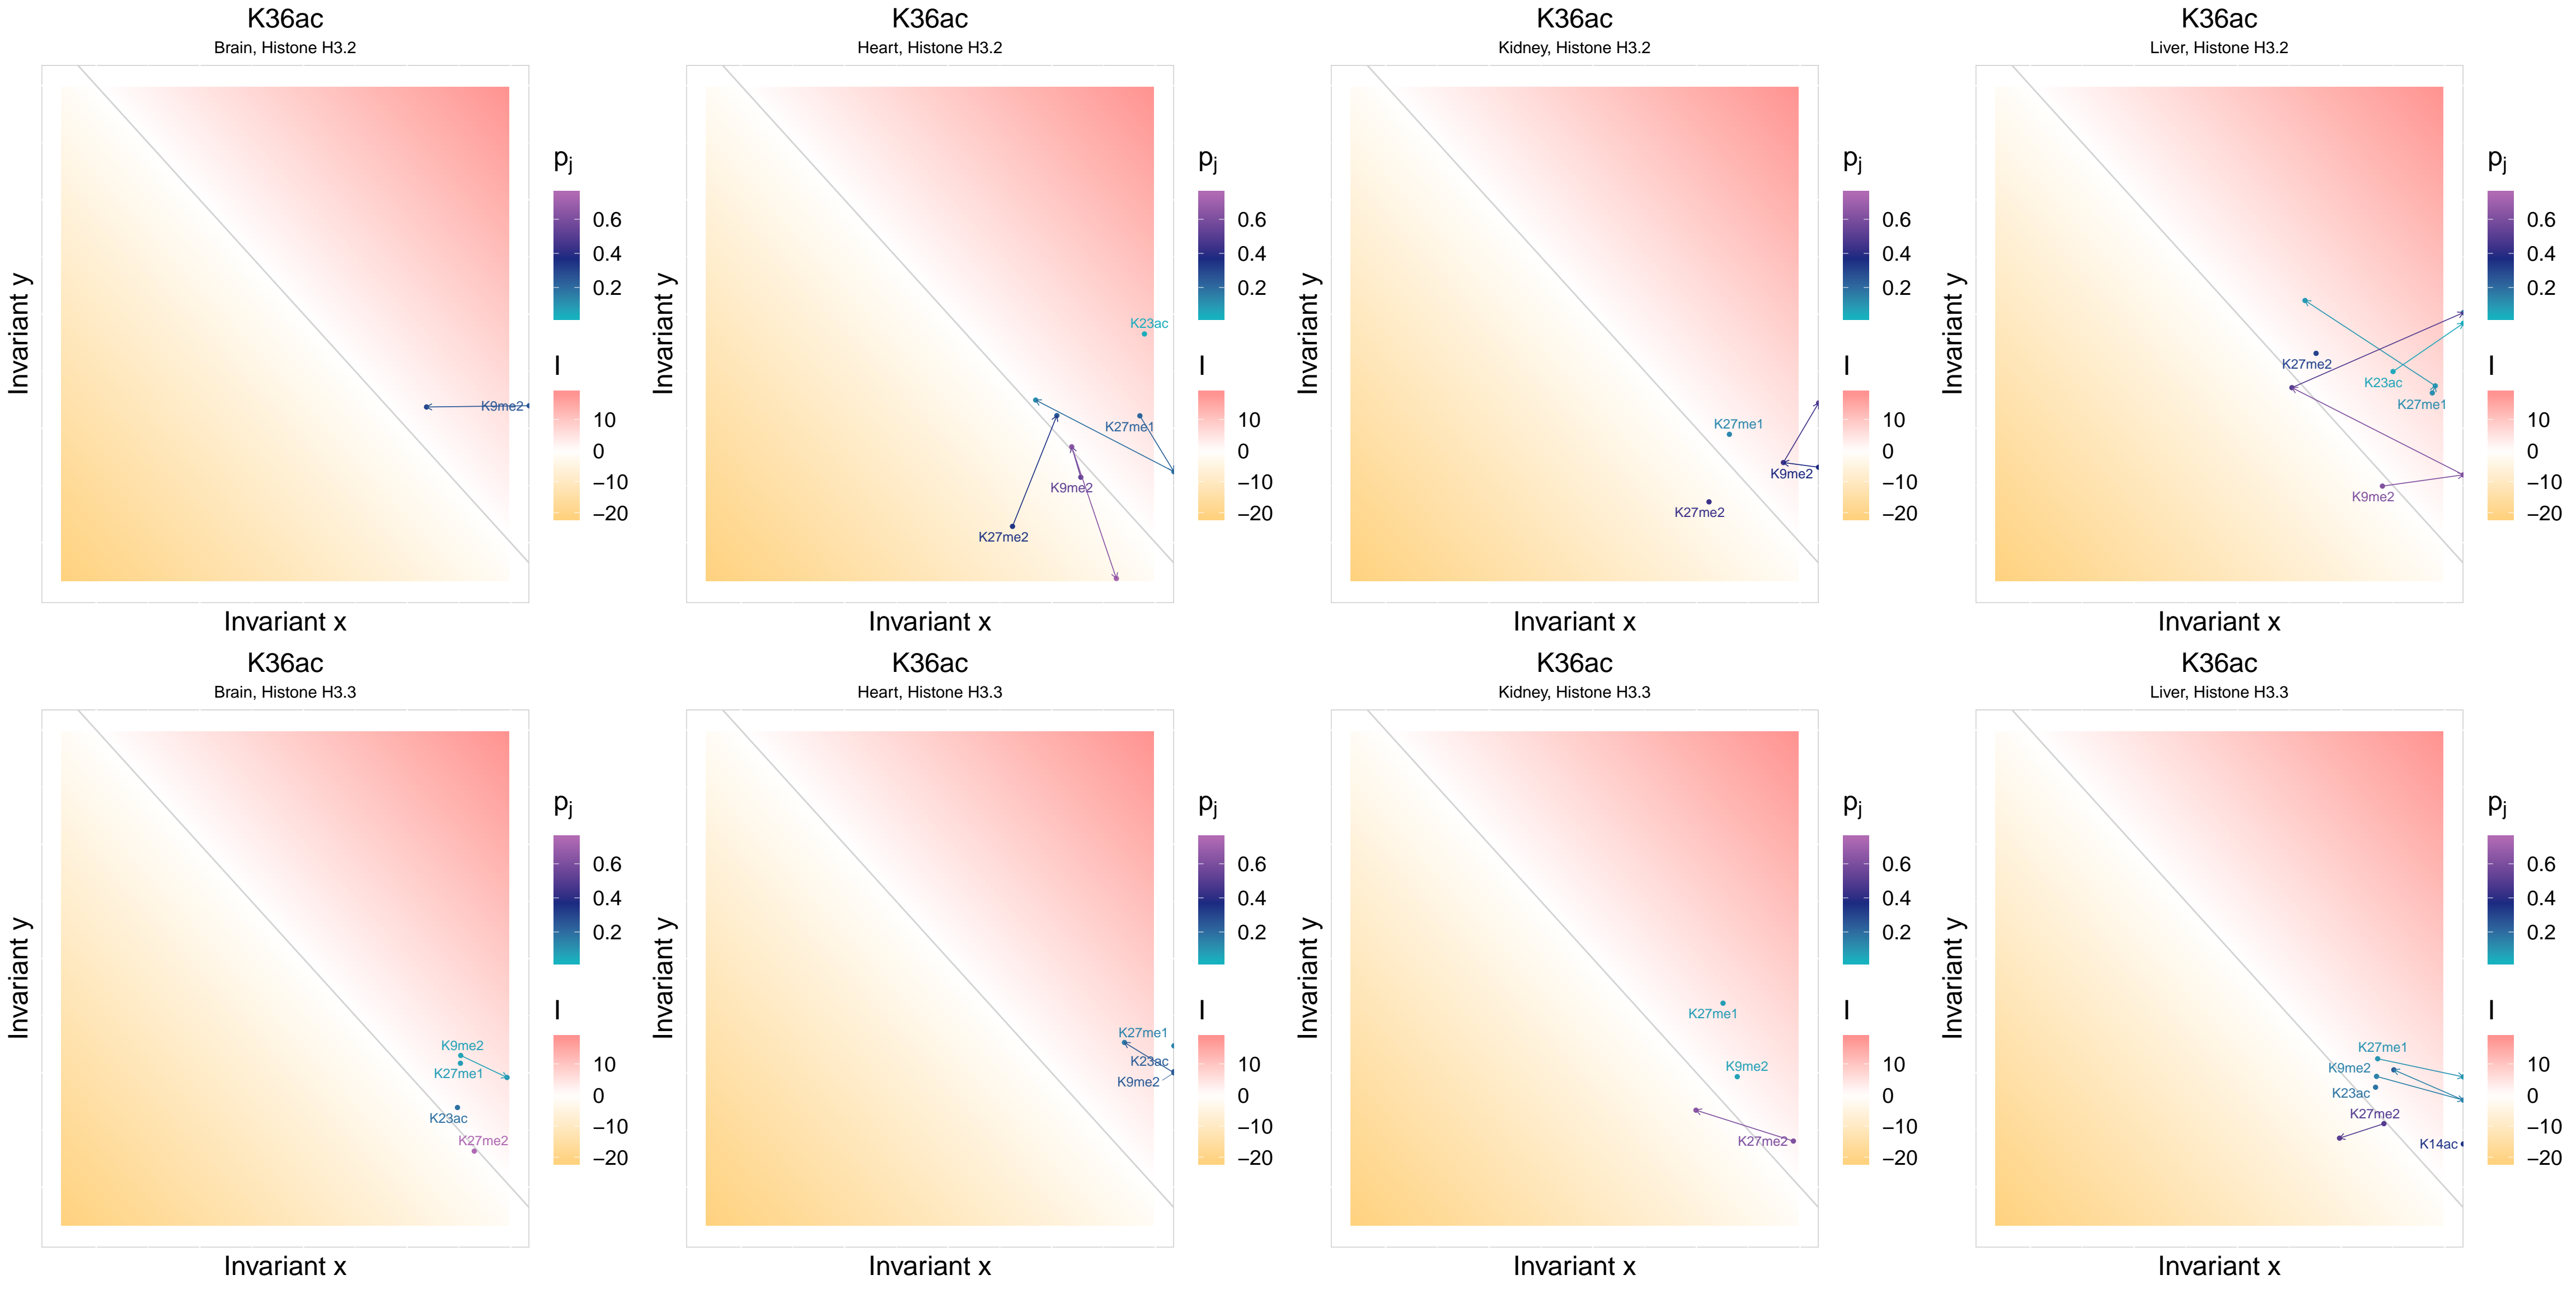 K36ac
Brain, Histone H3.2
Invariant y
K9me2
Invariant x
pj
0.6
0.4
0.2
I
10
0
−10
−20
K36ac
Heart, Histone H3.2
Invariant y
K23ac
K27me1
K9me2
K27me2
Invariant x
pj
0.6
0.4
0.2
I
10
0
−10
−20
K36ac
Kidney, Histone H3.2
Invariant y
K27me1
K9me2
K27me2
Invariant x
pj
0.6
0.4
0.2
I
10
0
−10
−20
K36ac
Liver, Histone H3.2
Invariant y
K27me2
K23ac
K27me1
K9me2
Invariant x
pj
0.6
0.4
0.2
I
10
0
−10
−20
K36ac
Brain, Histone H3.3
Invariant y
K9me2
K27me1
K23ac
K27me2
Invariant x
pj
0.6
0.4
0.2
I
10
0
−10
−20
K36ac
Heart, Histone H3.3
Invariant y
K27me1
K23ac
K9me2
Invariant x
pj
0.6
0.4
0.2
I
10
0
−10
−20
K36ac
Kidney, Histone H3.3
Invariant y
K27me1
K9me2
K27me2
Invariant x
pj
0.6
0.4
0.2
I
10
0
−10
−20
K36ac
Liver, Histone H3.3
Invariant y
K27me1
K9me2
K23ac
K27me2
K14ac
Invariant x
pj
0.6
0.4
0.2
I
10
0
−10
−20